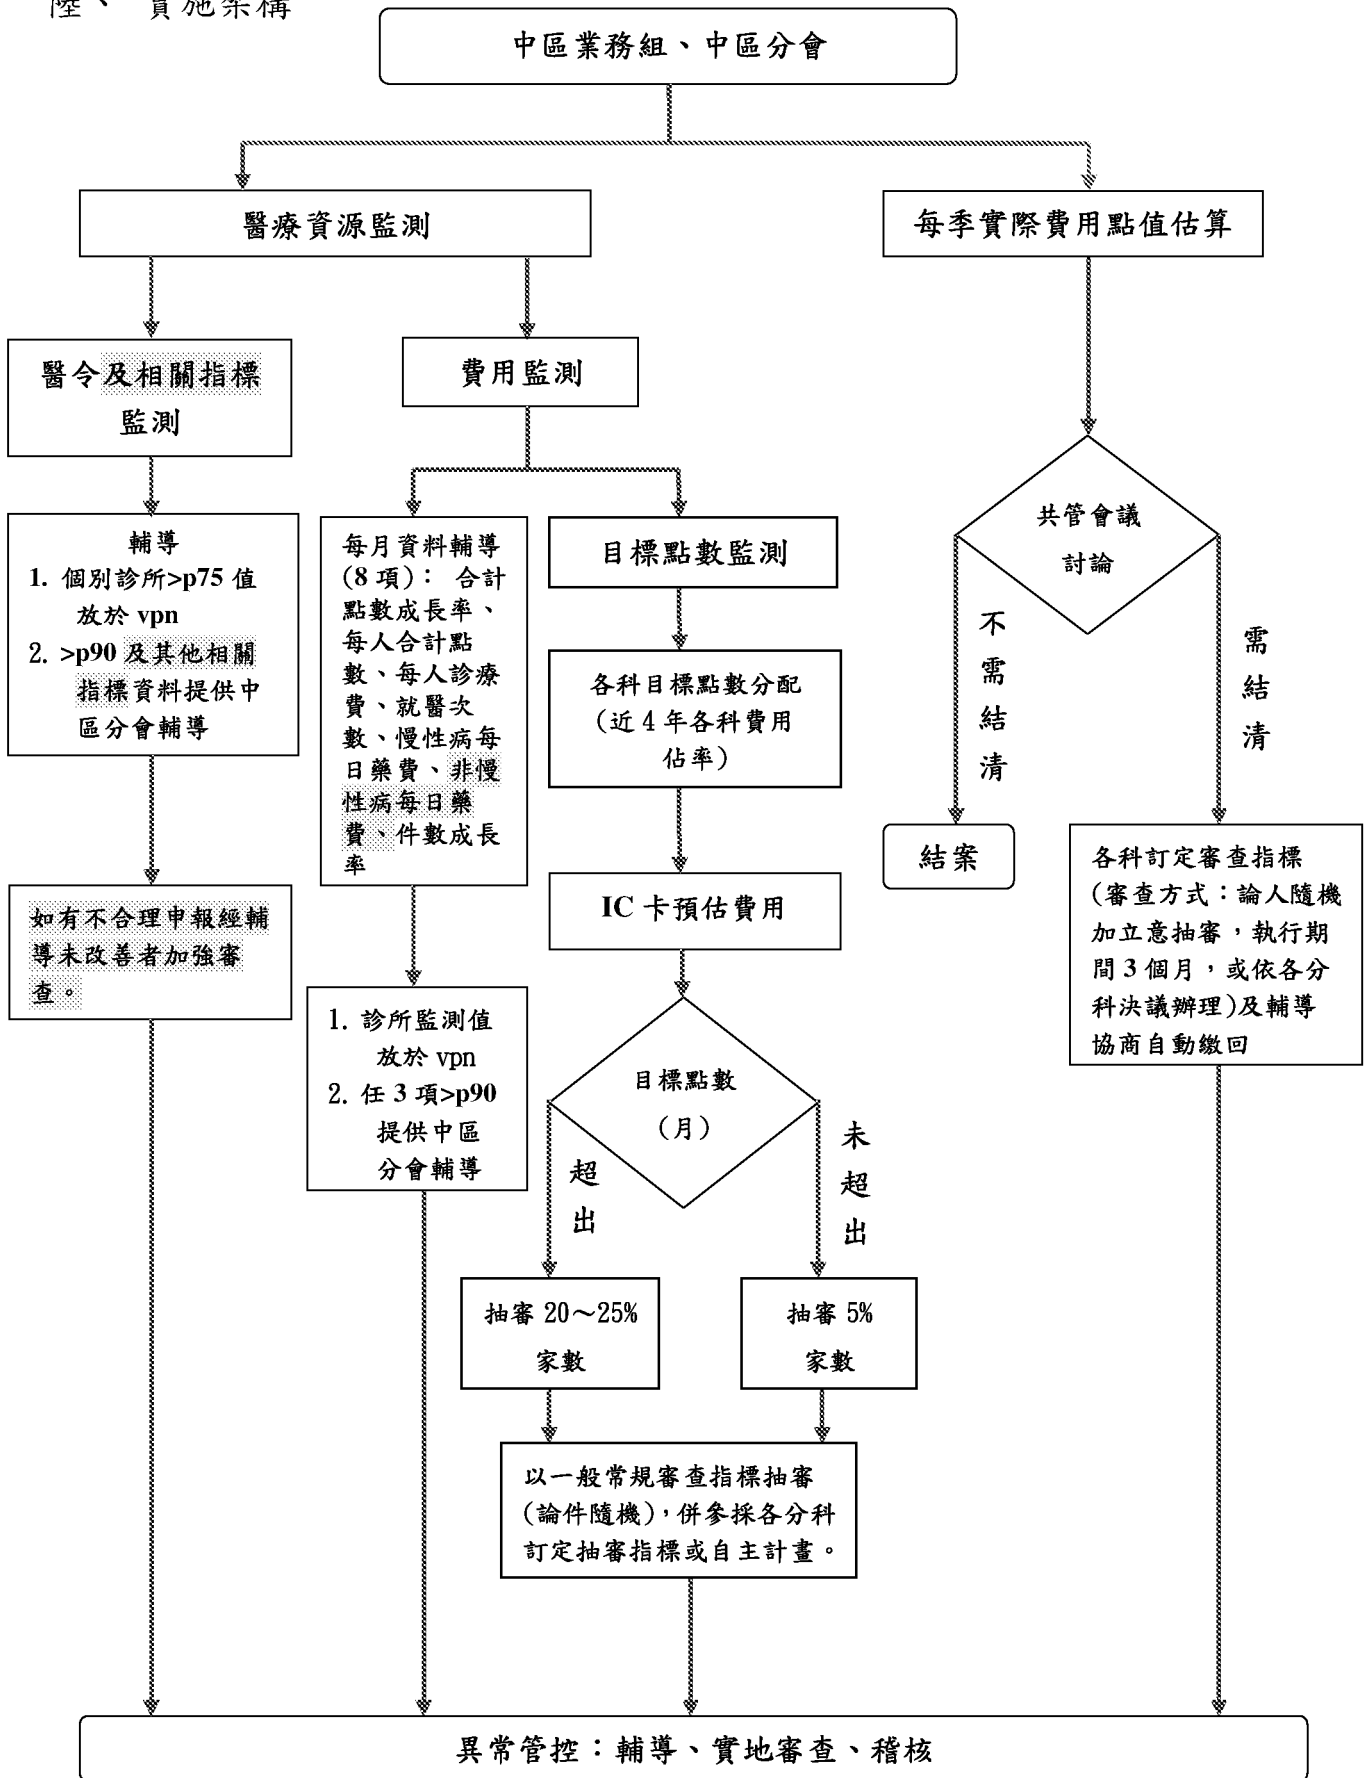 陸、 實施架構
中區業務組、中區分會
醫療資源監測
每季實際費用點值估算
醫令及相關指標
監測
費用監測
輔導
1. 個別診所>p75 值
放於 vpn
2. >p90 及其他相關
指標資料提供中
區分會輔導
每月資料輔導
(8 項)： 合計
點數成長率、
每人合計點
數、每人診療
費、就醫次
數、慢性病每
日藥費、非慢
性病每日藥
費、件數成長
率
目標點數監測
共管會議
討論
不需結清
需結清
各科目標點數分配
(近 4 年各科費用
佔率)
結案
各科訂定審查指標
(審查方式：論人隨機
加立意抽審，執行期
間 3 個月，或依各分
科決議辦理)及輔導
協商自動繳回
如有不合理申報經輔
導未改善者加強審
查。
IC 卡預估費用
1. 診所監測值
放於 vpn
2. 任 3 項>p90
提供中區
分會輔導
目標點數
(月)
超出
未超出
抽審 20～25%
家數
抽審 5%
家數
以一般常規審查指標抽審
(論件隨機)，併參採各分科
訂定抽審指標或自主計畫。
異常管控：輔導、實地審查、稽核